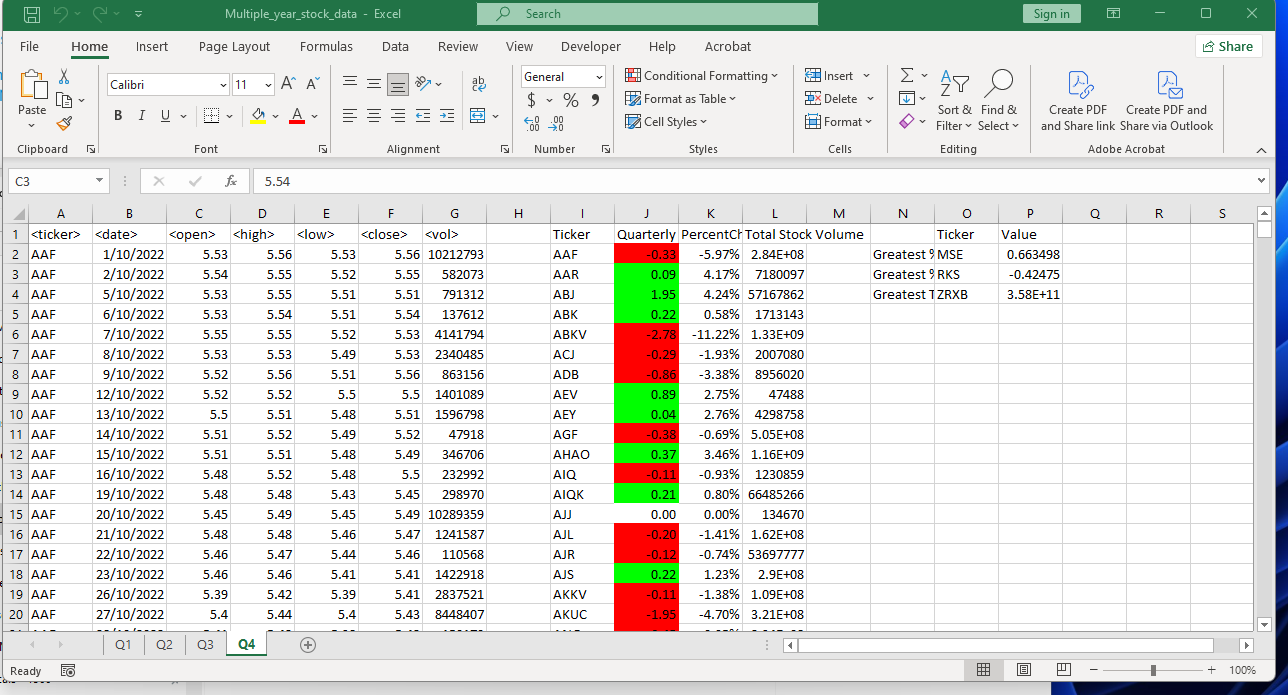 Multiple_year_stock_data - Excel
Search
Sign in
File Home Insert Page Layout Formulas Data Review View Developer Help Acrobat
Share
Paste
Calibri 11
B I U
A A A
ab
General
$ % 9
Conditional Formatting
Format as Table
Cell Styles
Insert
Delete
Format
Sort & Filter
Find & Select
Create PDF and Share link
Create PDF and Share via Outlook
Clipboard Font Alignment Number Styles Cells Editing Adobe Acrobat
C3 fx 5.54
A B C D E F G H I J K L M N O P Q R S
1 <ticker> <date> <open> <high> <low> <close> <vol> Ticker Quarterly PercentCh Total Stock Volume Ticker Value
2 AAF 1/10/2022 5.53 5.56 5.53 5.56 10212793 AAF -0.33 -5.97% 2.84E+08 Greatest % MSE 0.663498
3 AAF 2/10/2022 5.54 5.55 5.52 5.55 582073 AAR 0.09 4.17% 7180097 Greatest % RKS -0.42475
4 AAF 5/10/2022 5.53 5.55 5.51 5.51 791312 ABJ 1.95 4.24% 57167862 Greatest T ZRXB 3.58E+11
5 AAF 6/10/2022 5.53 5.54 5.51 5.54 137612 ABK 0.22 0.58% 1713143
6 AAF 7/10/2022 5.55 5.55 5.52 5.53 4141794 ABKV -2.78 -11.22% 1.33E+09
7 AAF 8/10/2022 5.53 5.53 5.49 5.53 2340485 ACJ -0.29 -1.93% 2007080
8 AAF 9/10/2022 5.52 5.56 5.51 5.56 863156 ADB -0.86 -3.38% 8956020
9 AAF 12/10/2022 5.52 5.52 5.5 5.5 1401089 AEV 0.89 2.75% 47488
10 AAF 13/10/2022 5.5 5.51 5.48 5.51 1596798 AEY 0.04 2.76% 4298758
11 AAF 14/10/2022 5.51 5.52 5.49 5.52 47918 AGF -0.38 -0.69% 5.05E+08
12 AAF 15/10/2022 5.51 5.51 5.48 5.49 346706 AHAO 0.37 3.46% 1.16E+09
13 AAF 16/10/2022 5.48 5.52 5.48 5.5 232992 AIQ -0.11 -0.93% 1230859
14 AAF 19/10/2022 5.48 5.48 5.43 5.45 298970 AIQK 0.21 0.80% 66485266
15 AAF 20/10/2022 5.45 5.49 5.45 5.49 10289359 AJJ 0.00 0.00% 134670
16 AAF 21/10/2022 5.48 5.48 5.46 5.47 1241587 AJL -0.20 -1.41% 1.62E+08
17 AAF 22/10/2022 5.46 5.47 5.44 5.46 110568 AJR -0.12 -0.74% 53697777
18 AAF 23/10/2022 5.46 5.46 5.41 5.41 1422918 AJS 0.22 1.23% 2.9E+08
19 AAF 26/10/2022 5.39 5.42 5.39 5.41 2837521 AKKV -0.11 -1.38% 1.09E+08
20 AAF 27/10/2022 5.4 5.44 5.4 5.43 8448407 AKUC -1.95 -4.70% 3.21E+08
Q1 Q2 Q3 Q4
Ready
100%